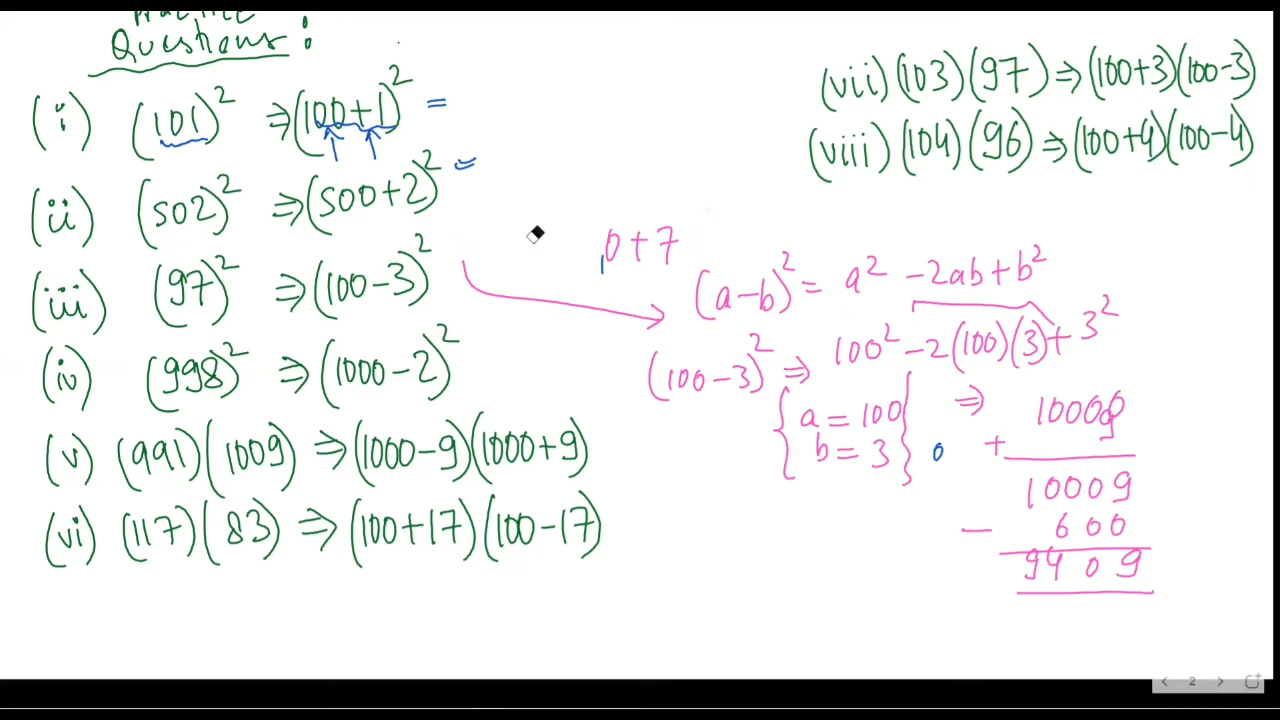 Practice
Questions :
(i) (101)² ⇒ (100+1)² =
(ii) (502)² ⇒ (500+2)² =
(iii) (97)² ⇒ (100-3)²
(iv) (998)² ⇒ (1000-2)²
(v) (991)(1009) ⇒ (1000-9)(1000+9)
(vi) (117)(83) ⇒ (100+17)(100-17)
(vii) (103)(97) ⇒ (100+3)(100-3)
(viii) (104)(96) ⇒ (100+4)(100-4)
0+7
(a-b)² = a² -2ab+b²
(100-3)² ⇒ 100² -2(100)(3)+3²
{a = 100
b = 3}
⇒ 10000
+ 9
10009
- 600
9409
2